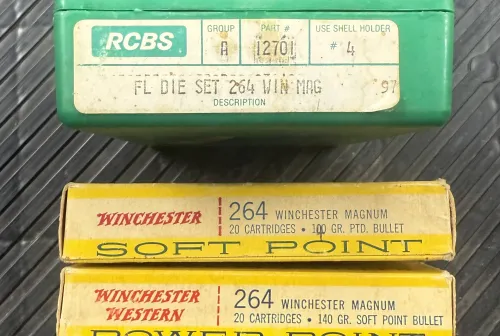 RCBS
GROUP PART # USE SHELL HOLDER
A 12701 # 4
FL DIE SET 264 WIN MAG 97
DESCRIPTION
WINCHESTER 264 WINCHESTER MAGNUM
20 CARTRIDGES • 100 GR. PTD. BULLET
SOFT POINT
WINCHESTER 264 WINCHESTER MAGNUM
WESTERN 20 CARTRIDGES • 140 GR. SOFT POINT BULLET
POWER POINT